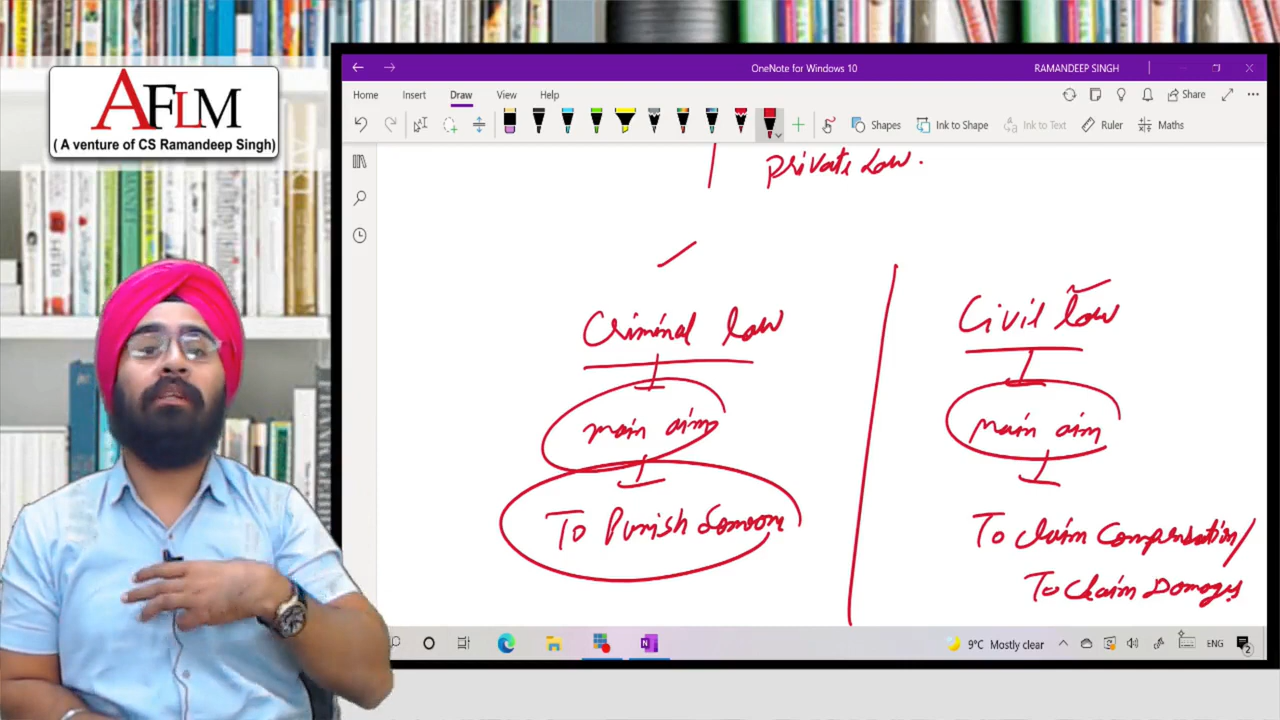 AFLM
( A venture of CS Ramandeep Singh)
OneNote for Windows 10
RAMANDEEP SINGH
Home Insert Draw View Help
Share
Shapes Ink to Shape Ink to Text Ruler Maths
private Law.
Criminal law
main aim
To Punish Someone
Civil law
main aim
To Claim Compensation/
To Claim Damages
9°C Mostly clear
ENG
2